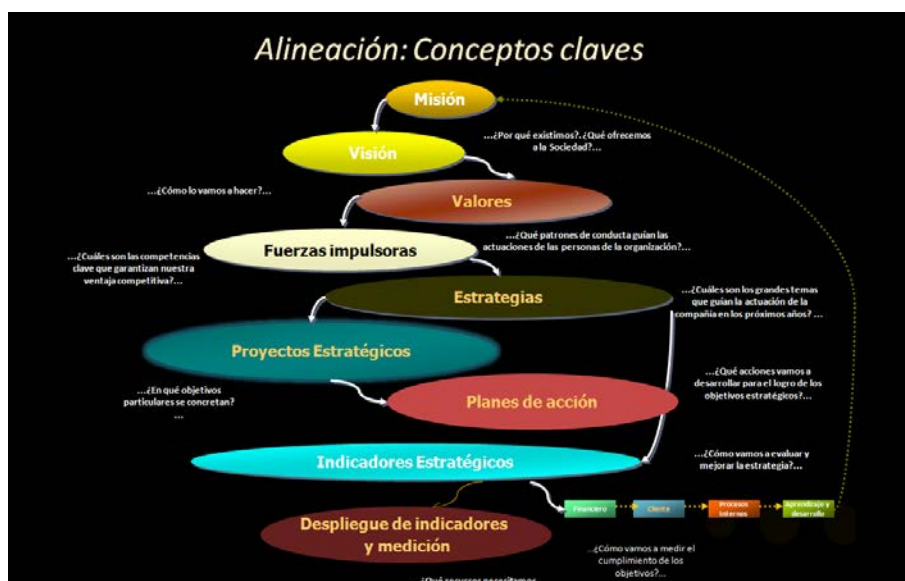 Alineación: Conceptos claves
Misión
...¿Por qué existimos?. ¿Qué ofrecemos
a la Sociedad?...
Visión
...¿Cómo lo vamos a hacer?...
Valores
...¿Qué patrones de conducta guían las
actuaciones de las personas de la organización?...
Fuerzas impulsoras
...¿Cuáles son las competencias
clave que garantizan nuestra
ventaja competitiva?...
Estrategias
...¿Cuáles son los grandes temas
que guían la actuación de la
compañía en los próximos años? ...
Proyectos Estratégicos
...¿En qué objetivos
particulares se concretan?
...
...¿Qué acciones vamos a
desarrollar para el logro de los
objetivos estratégicos?...
Planes de acción
...¿Cómo vamos a evaluar y
mejorar la estrategia?...
Indicadores Estratégicos
Financiero
Cliente
Procesos
Internos
Aprendizaje y
desarrollo
Despliegue de indicadores
y medición
...¿Cómo vamos a medir el
cumplimiento de los
objetivos?...
¿Qué recursos necesitamos